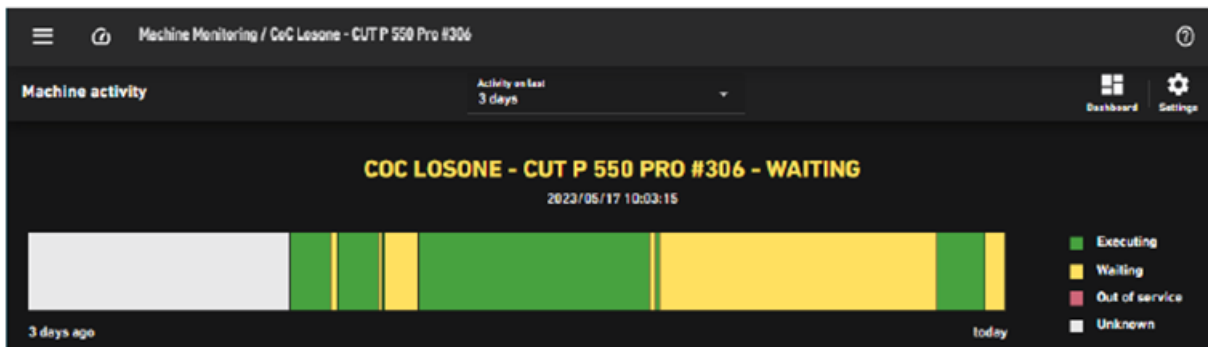 Machine Monitoring / CoC Losone - CUT P 550 Pro #306
Machine activity
Activity on last
3 days
Dashboard
Settings
COC LOSONE - CUT P 550 PRO #306 - WAITING
2023/05/17 10:03:15
Executing
Waiting
Out of service
Unknown
3 days ago
today